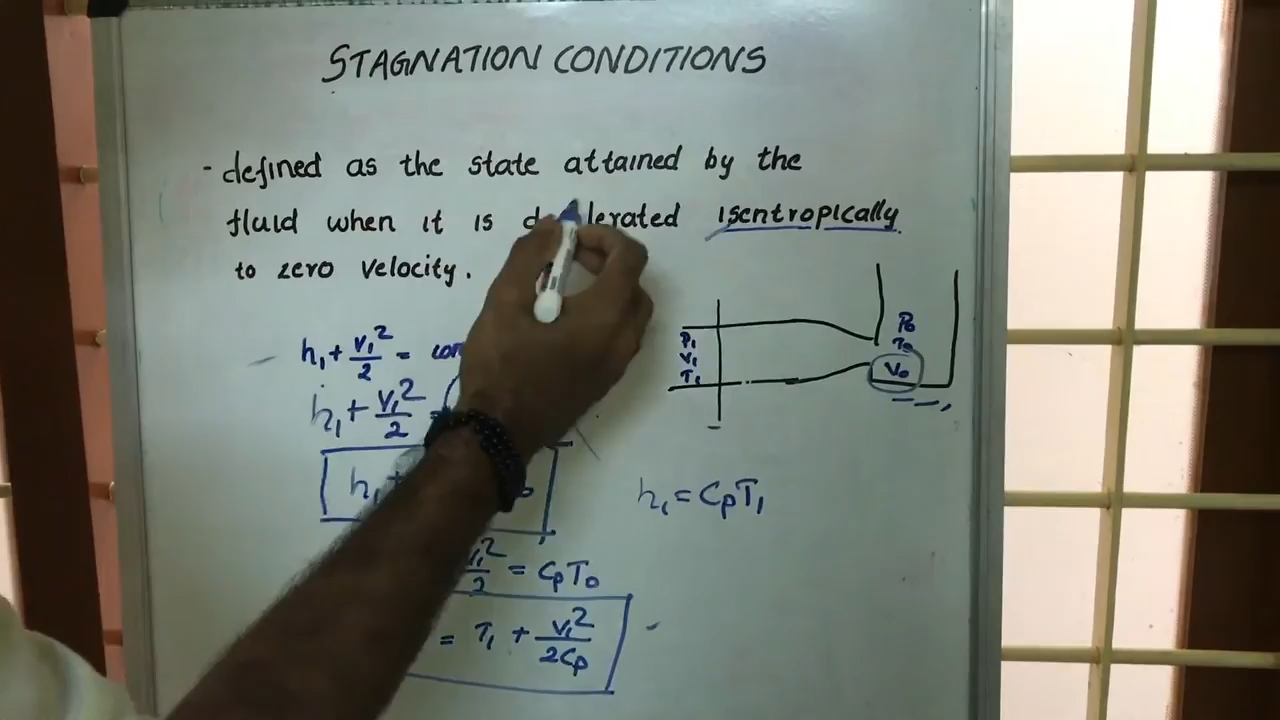 STAGNATION CONDITIONS
- defined as the state attained by the
fluid when it is isentropically
to zero velocity.
h₁ + V₁²/2 =
h₁ + V₁²/2 =
h₁
V₁²/2 = CpT₀
= T₁ + V₁²/2Cp
P₁
V₁
T₁
P₀
T₀
V₀
h₁ = CpT₁